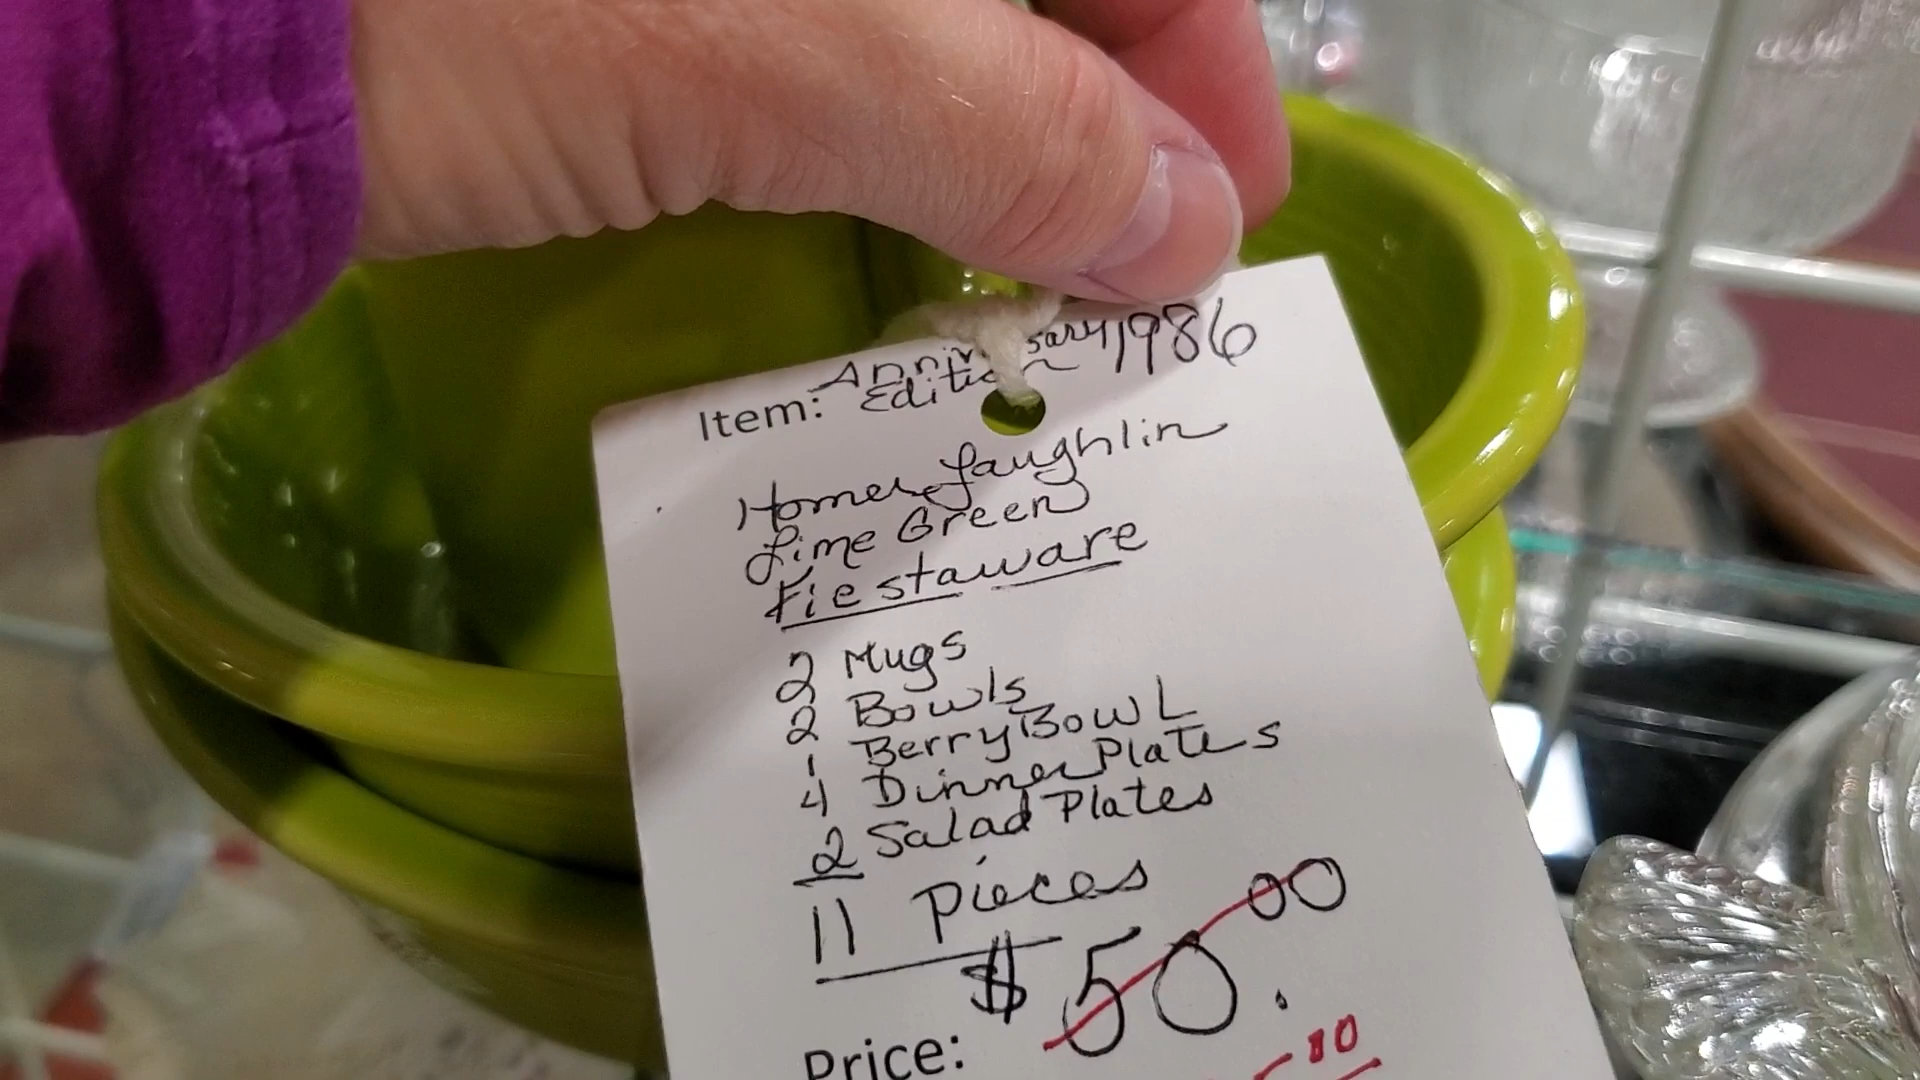 Anniversary 1986
Item: Edition
Homer Laughlin
Lime Green
Fiestaware
2 Mugs
2 Bowls
1 Berry Bowl
4 Dinner Plates
2 Salad Plates
11 pieces
$50.00
Price: